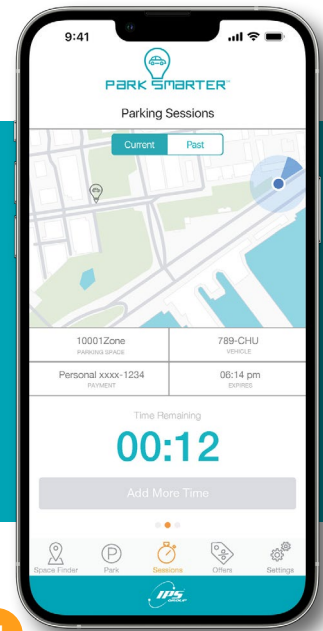 9:41
PARK SMARTER™
Parking Sessions
Current Past
10001Zone 789-CHU
PARKING SPACE VEHICLE
Personal xxxx-1234 06:14 pm
PAYMENT EXPIRES
Time Remaining
00:12
Add More Time
Space Finder Park Sessions Offers Settings
IPS
GROUP